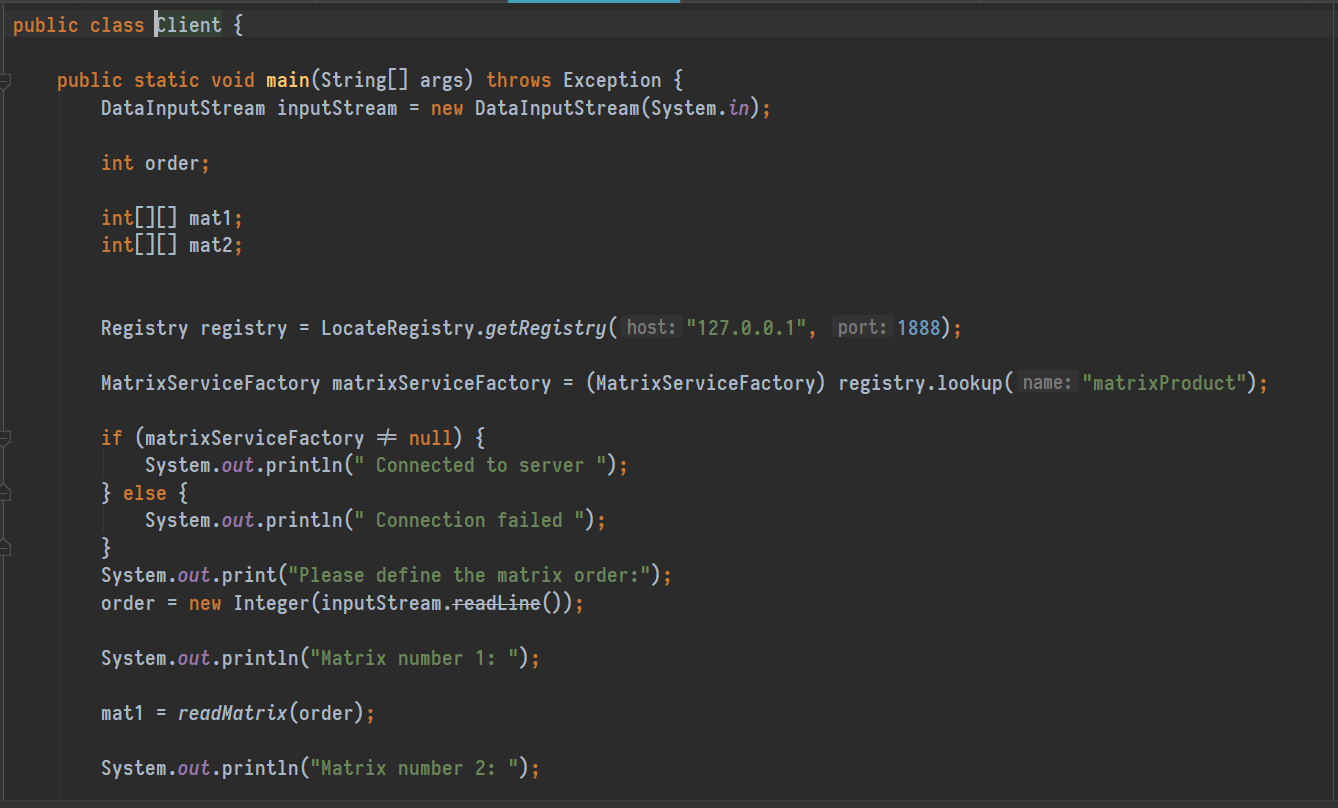 public class Client {
public static void main(String[] args) throws Exception {
DataInputStream inputStream = new DataInputStream(System.in);
int order;
int[][] mat1;
int[][] mat2;
Registry registry = LocateRegistry.getRegistry( host: "127.0.0.1", port: 1888);
MatrixServiceFactory matrixServiceFactory = (MatrixServiceFactory) registry.lookup( name: "matrixProduct");
if (matrixServiceFactory ≠ null) {
System.out.println(" Connected to server ");
} else {
System.out.println(" Connection failed ");
}
System.out.print("Please define the matrix order:");
order = new Integer(inputStream.readLine());
System.out.println("Matrix number 1: ");
mat1 = readMatrix(order);
System.out.println("Matrix number 2: ");